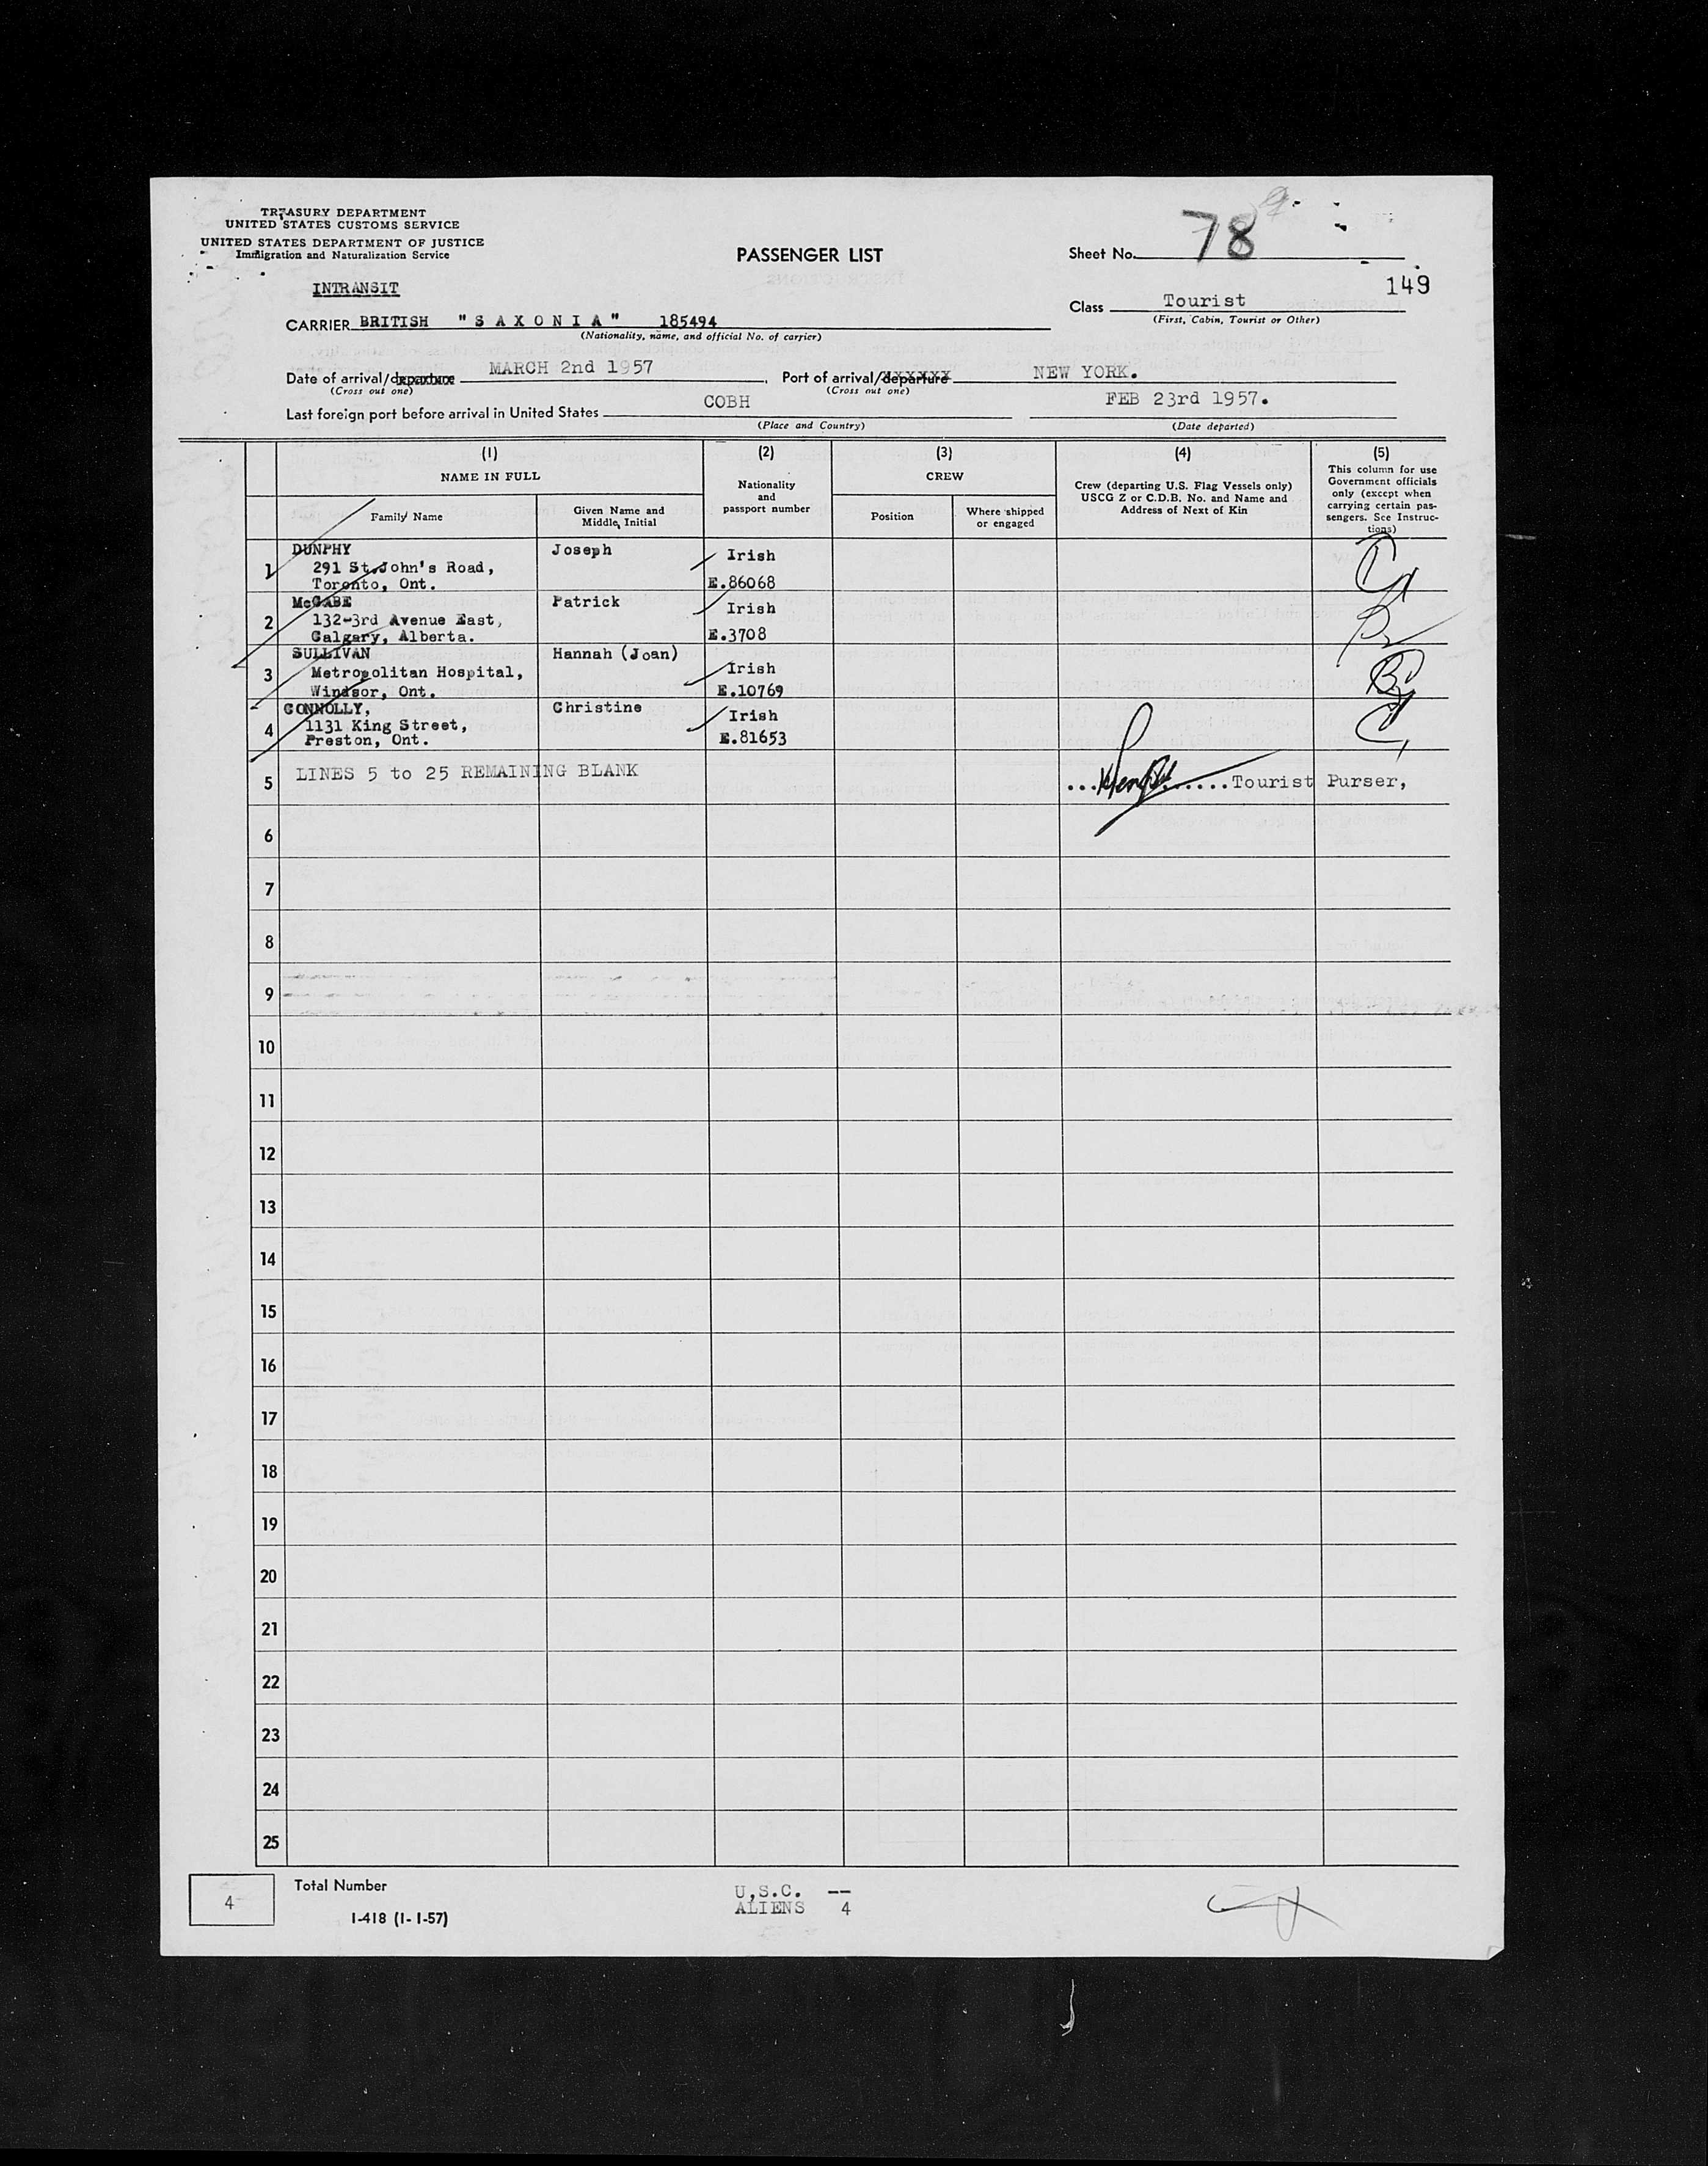 TREASURY DEPARTMENT
UNITED STATES CUSTOMS SERVICE
UNITED STATES DEPARTMENT OF JUSTICE
Immigration and Naturalization Service
PASSENGER LIST
Sheet No. 78
149
INTRANSIT
Class Tourist
(First, Cabin, Tourist or Other)
CARRIER BRITISH "S A X O N I A" 185494
(Nationality, name, and official No. of carrier)
Date of arrival/departure MARCH 2nd 1957. Port of arrival/departure NEW YORK.
(Cross out one) (Cross out one)
Last foreign port before arrival in United States COBH FEB 23rd 1957.
(Place and Country) (Date departed)
(1) (2) (3) (4) (5)
NAME IN FULL
Family Name
Given Name and Middle Initial
Nationality and passport number
CREW
Position
Where shipped or engaged
Crew (departing U.S. Flag Vessels only)
USCG Z or C.D.B. No. and Name and
Address of Next of Kin
This column for use
Government officials
only (except when
carrying certain pas-
sengers. See Instruc-
tions)
1 DUNPHY Joseph Irish
291 St.John's Road,
Toronto, Ont. E.86068
2 McCABE Patrick Irish
132-3rd Avenue East,
Calgary, Alberta. E.3708
3 SULLIVAN Hannah (Joan) Irish
Metropolitan Hospital,
Windsor, Ont. E.10769
4 CONNOLLY, Christine Irish
1131 King Street,
Preston, Ont. E.81653
5 LINES 5 to 25 REMAINING BLANK Tourist Purser,
6
7
8
9
10
11
12
13
14
15
16
17
18
19
20
21
22
23
24
25
4 Total Number
I-418 (1-1-57)
U.S.C. --
ALIENS 4